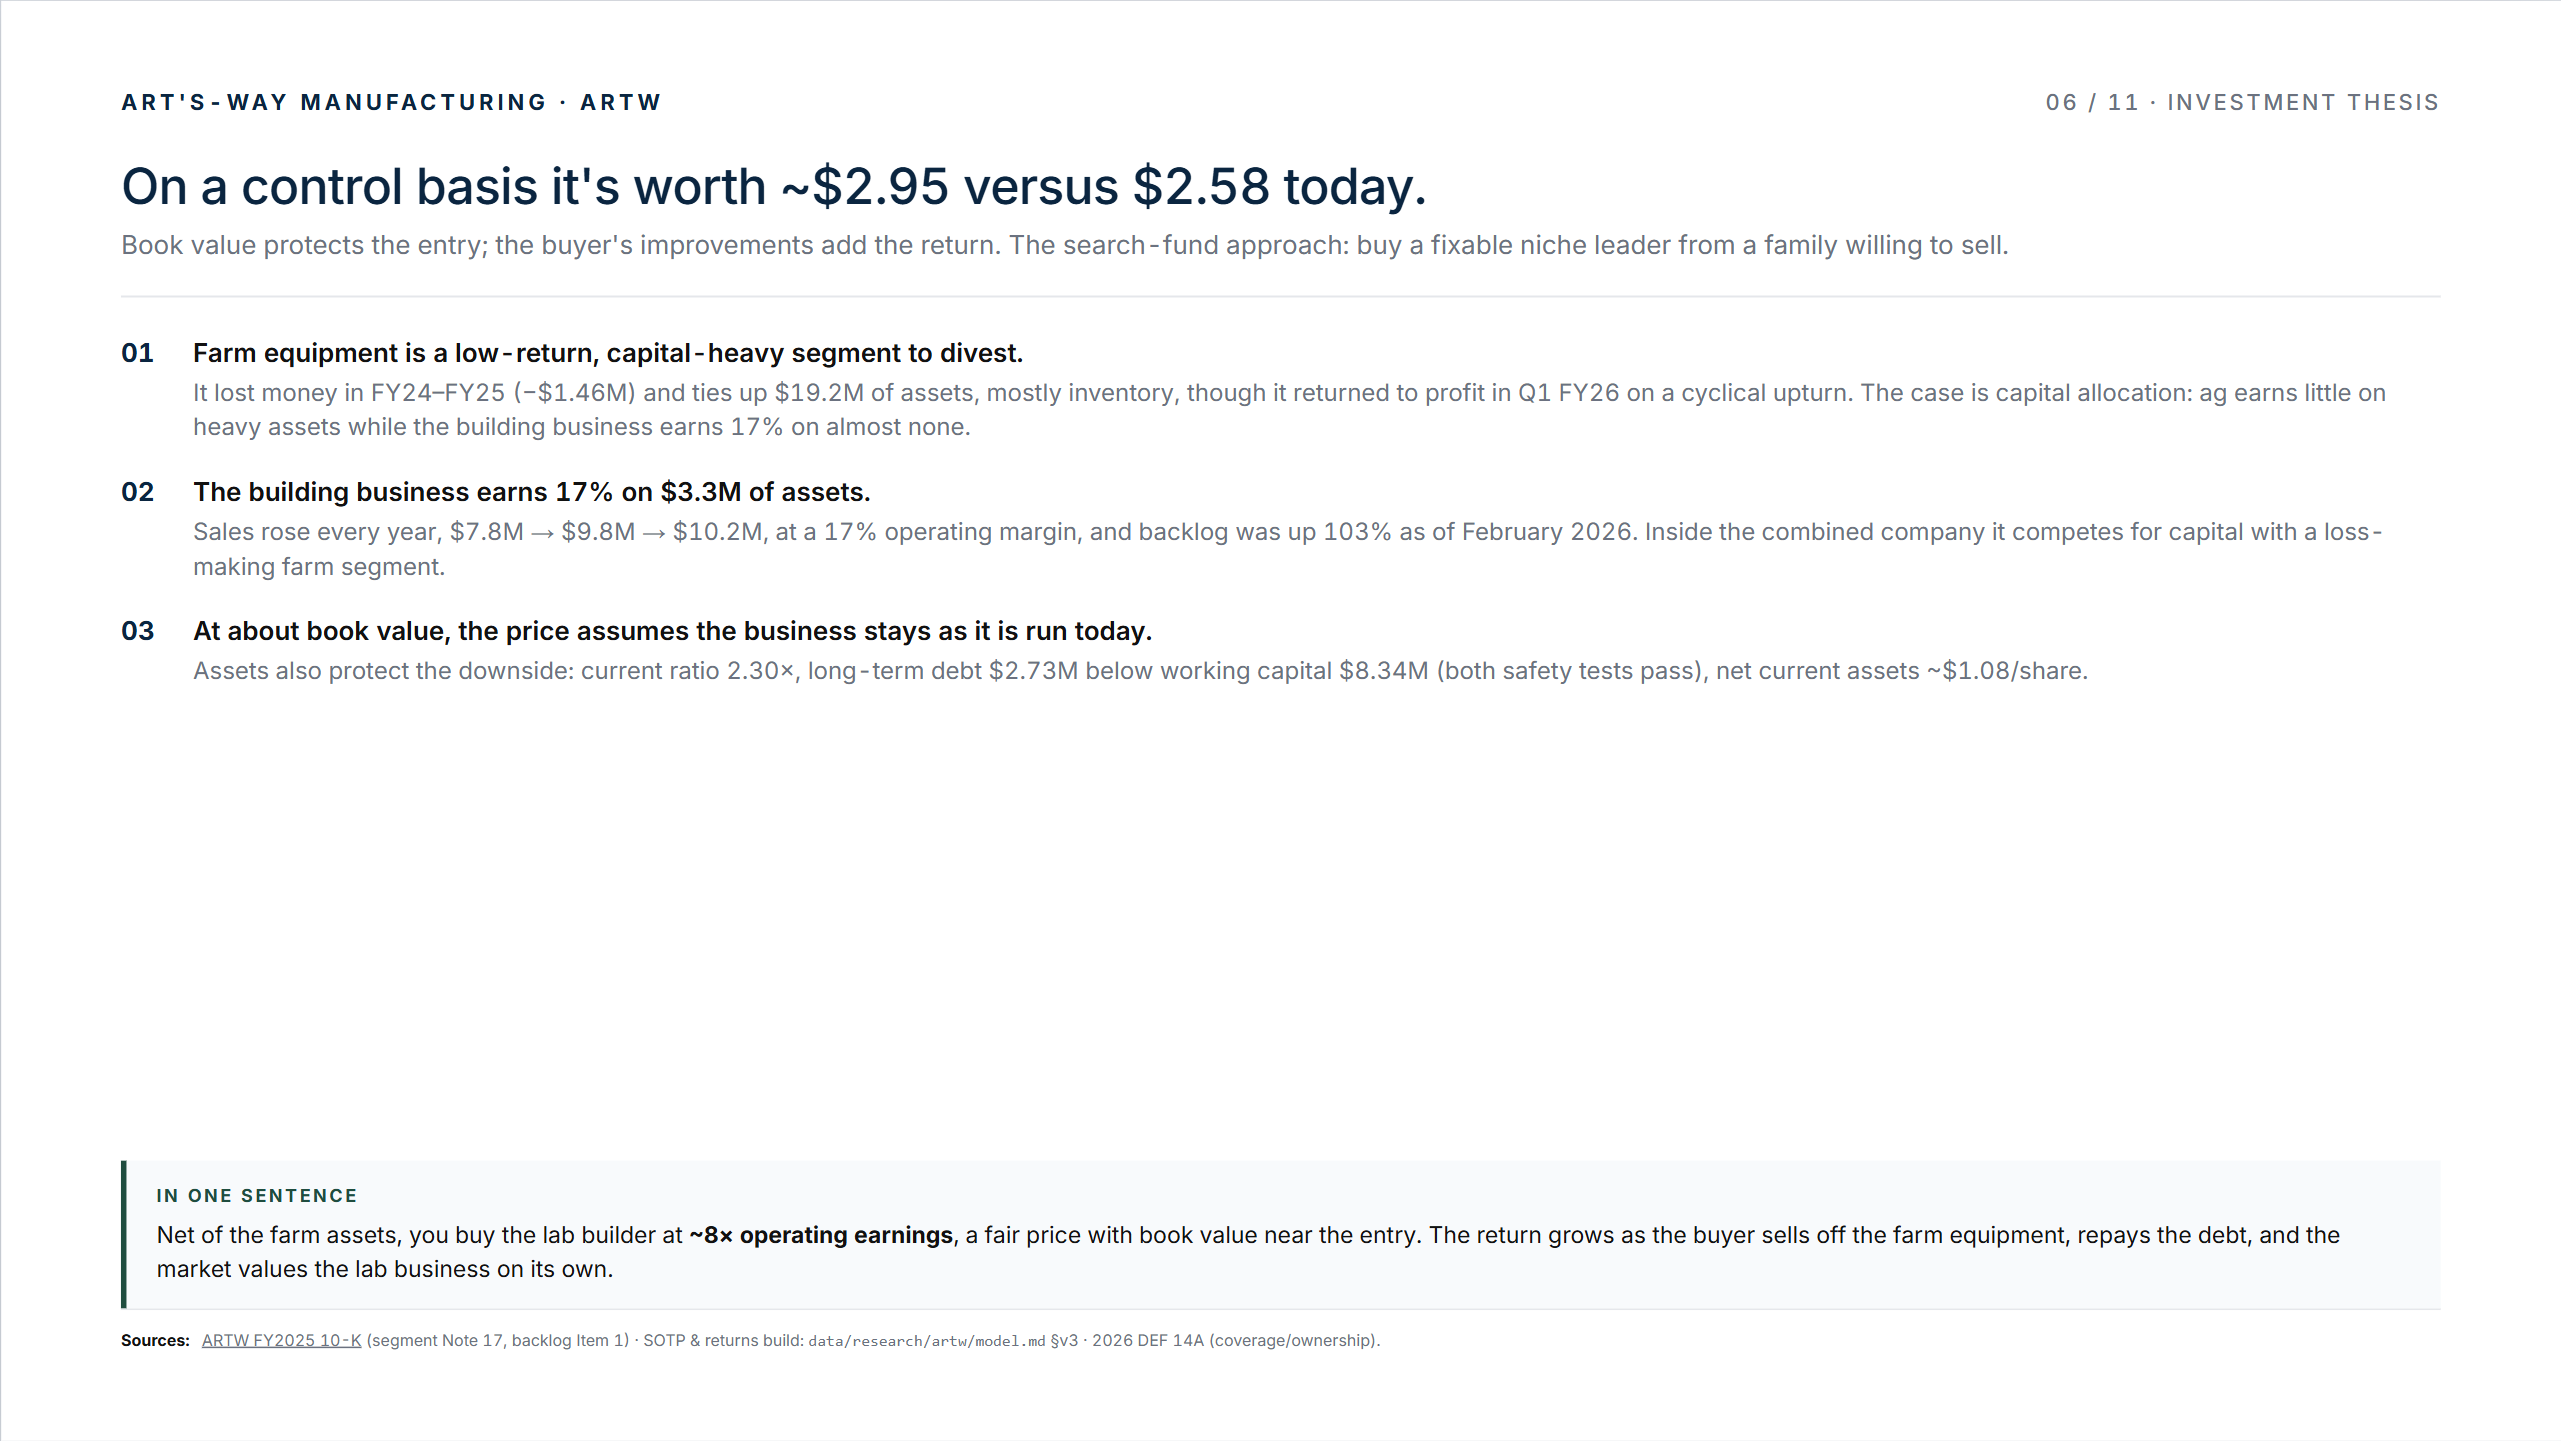 ART'S-WAY MANUFACTURING · ARTW
06 / 11 · INVESTMENT THESIS
On a control basis it's worth ~$2.95 versus $2.58 today.
Book value protects the entry; the buyer's improvements add the return. The search-fund approach: buy a fixable niche leader from a family willing to sell.
01 Farm equipment is a low-return, capital-heavy segment to divest.
It lost money in FY24–FY25 (−$1.46M) and ties up $19.2M of assets, mostly inventory, though it returned to profit in Q1 FY26 on a cyclical upturn. The case is capital allocation: ag earns little on
heavy assets while the building business earns 17% on almost none.
02 The building business earns 17% on $3.3M of assets.
Sales rose every year, $7.8M → $9.8M → $10.2M, at a 17% operating margin, and backlog was up 103% as of February 2026. Inside the combined company it competes for capital with a loss-
making farm segment.
03 At about book value, the price assumes the business stays as it is run today.
Assets also protect the downside: current ratio 2.30×, long-term debt $2.73M below working capital $8.34M (both safety tests pass), net current assets ~$1.08/share.
IN ONE SENTENCE
Net of the farm assets, you buy the lab builder at ~8× operating earnings, a fair price with book value near the entry. The return grows as the buyer sells off the farm equipment, repays the debt, and the
market values the lab business on its own.
Sources: ARTW FY2025 10-K (segment Note 17, backlog Item 1) · SOTP & returns build: data/research/artw/model.md §v3 · 2026 DEF 14A (coverage/ownership).